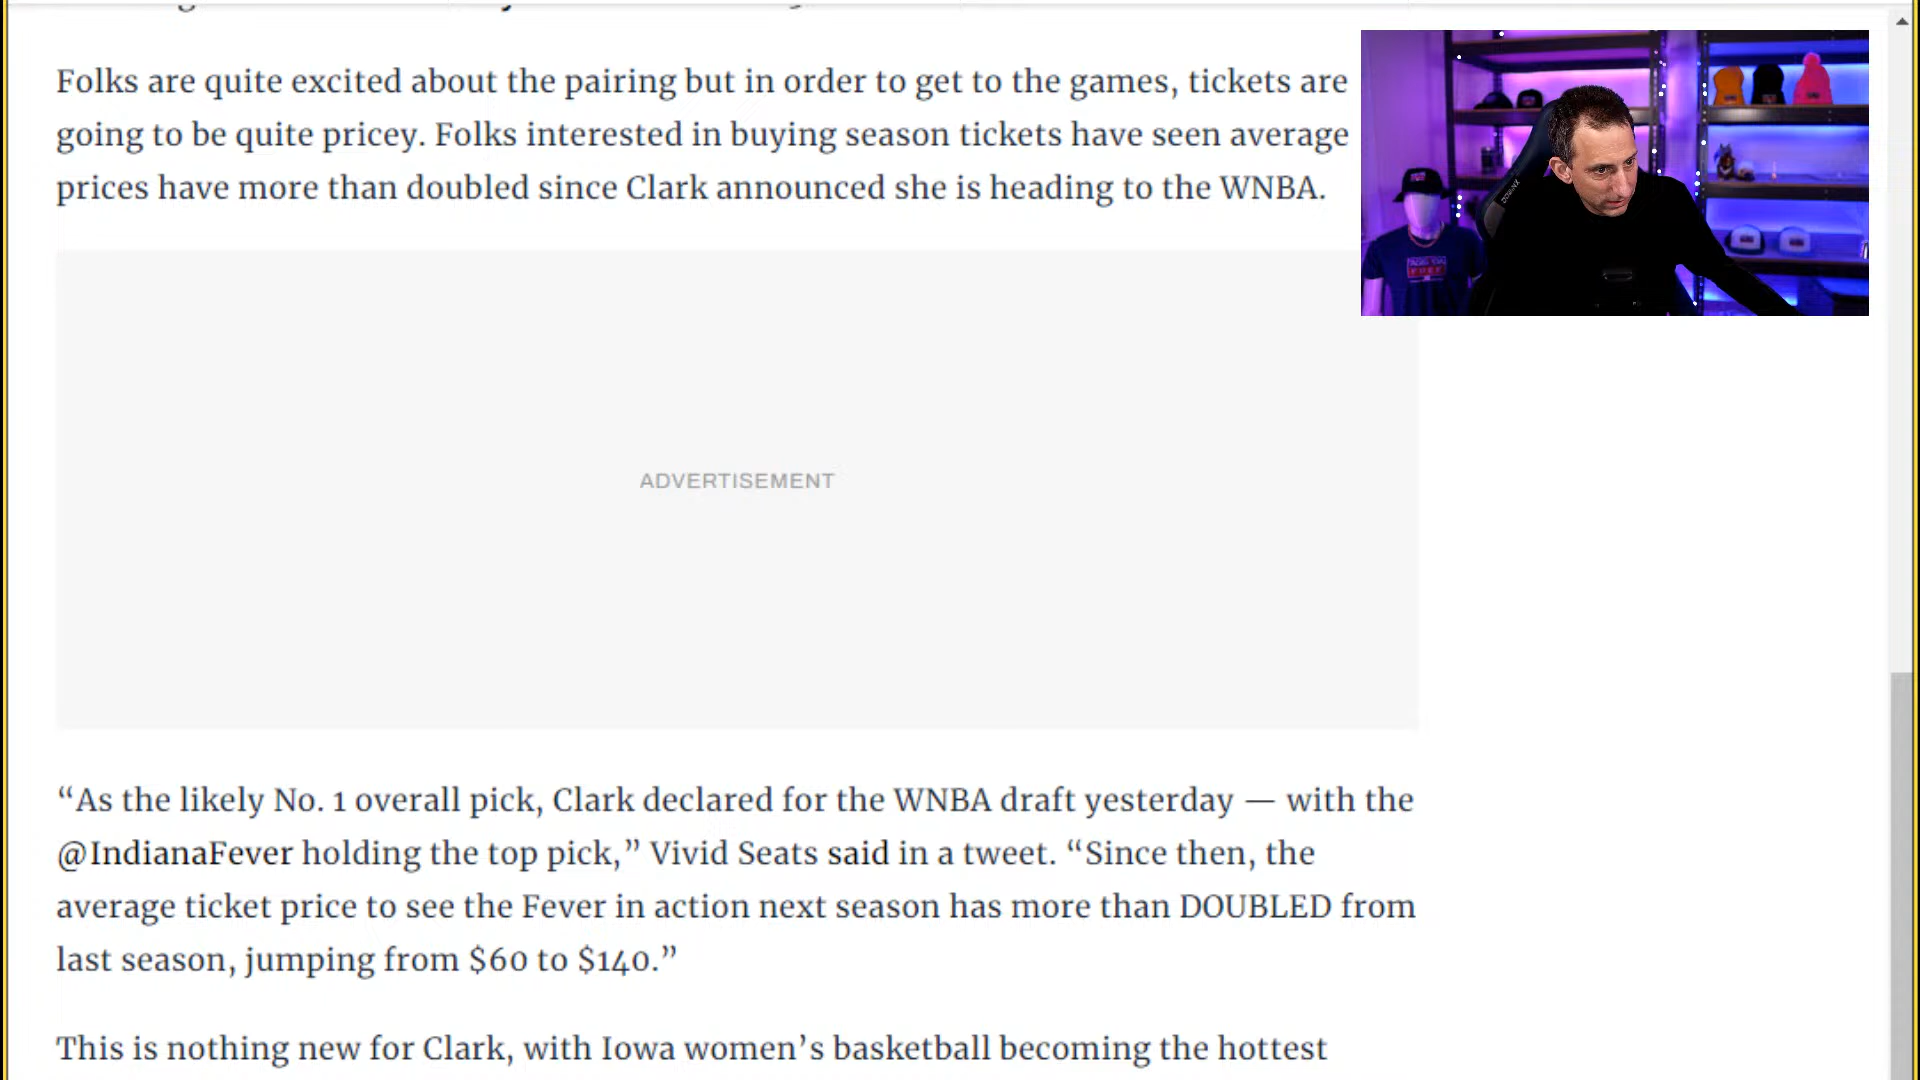 Folks are quite excited about the pairing but in order to get to the games, tickets are
going to be quite pricey. Folks interested in buying season tickets have seen average
prices have more than doubled since Clark announced she is heading to the WNBA.
ADVERTISEMENT
“As the likely No. 1 overall pick, Clark declared for the WNBA draft yesterday — with the
@IndianaFever holding the top pick,” Vivid Seats said in a tweet. “Since then, the
average ticket price to see the Fever in action next season has more than DOUBLED from
last season, jumping from $60 to $140.”
This is nothing new for Clark, with Iowa women’s basketball becoming the hottest